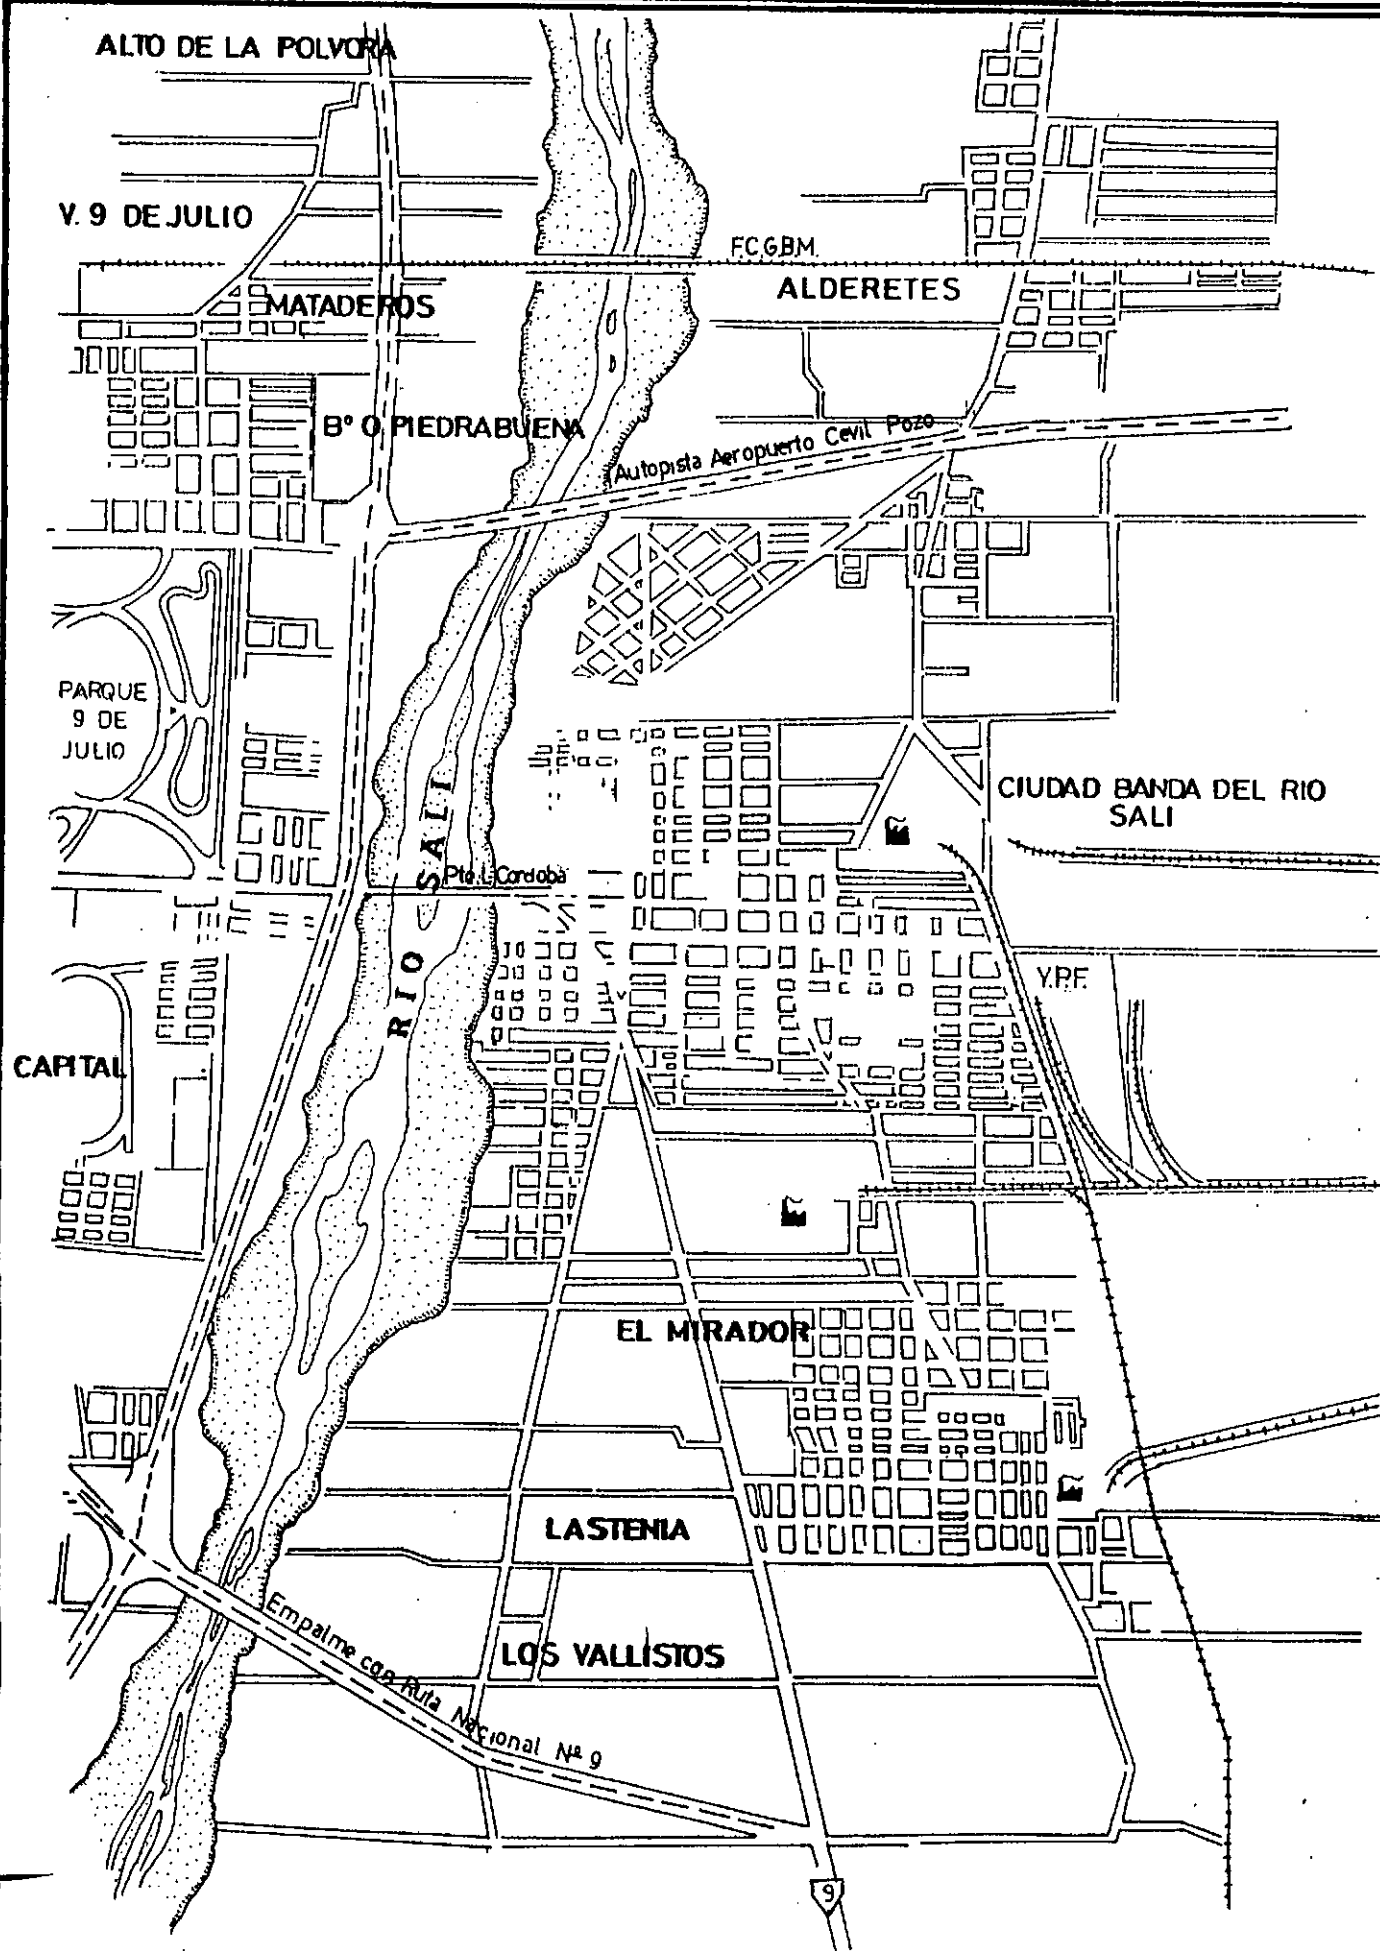 ALTO DE LA POLVORA
V. 9 DE JULIO
F.C.G.B.M.
MATADEROS
ALDERETES
Bº O. PIEDRABUENA
Autopista Aeropuerto Cevil Pozo
PARQUE
9 DE
JULIO
CIUDAD BANDA DEL RIO
SALI
RIO SALI
Pte. L. Cordoba
Y.P.F.
CAPITAL
EL MIRADOR
LASTENIA
LOS VALLISTOS
Empalme con Ruta Nacional Nº 9
9